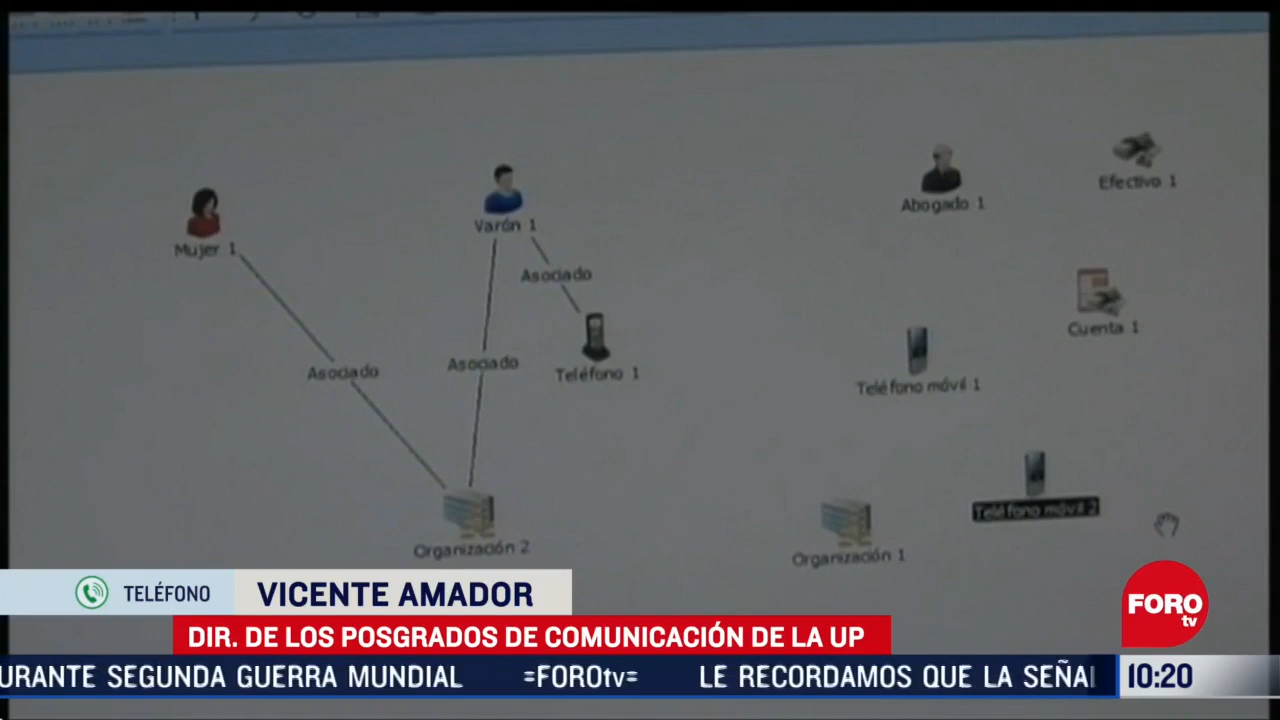 Abogado 1
Efectivo 1
Mujer 1
Varón 1
Asociado
Cuenta 1
Asociado
Asociado
Teléfono 1
Teléfono móvil 1
Teléfono móvil 2
Organización 2
Organización 1
TELÉFONO
VICENTE AMADOR
FORO
tv
DIR. DE LOS POSGRADOS DE COMUNICACIÓN DE LA UP
URANTE SEGUNDA GUERRA MUNDIAL =FOROtv= LE RECORDAMOS QUE LA SEÑAL 10:20